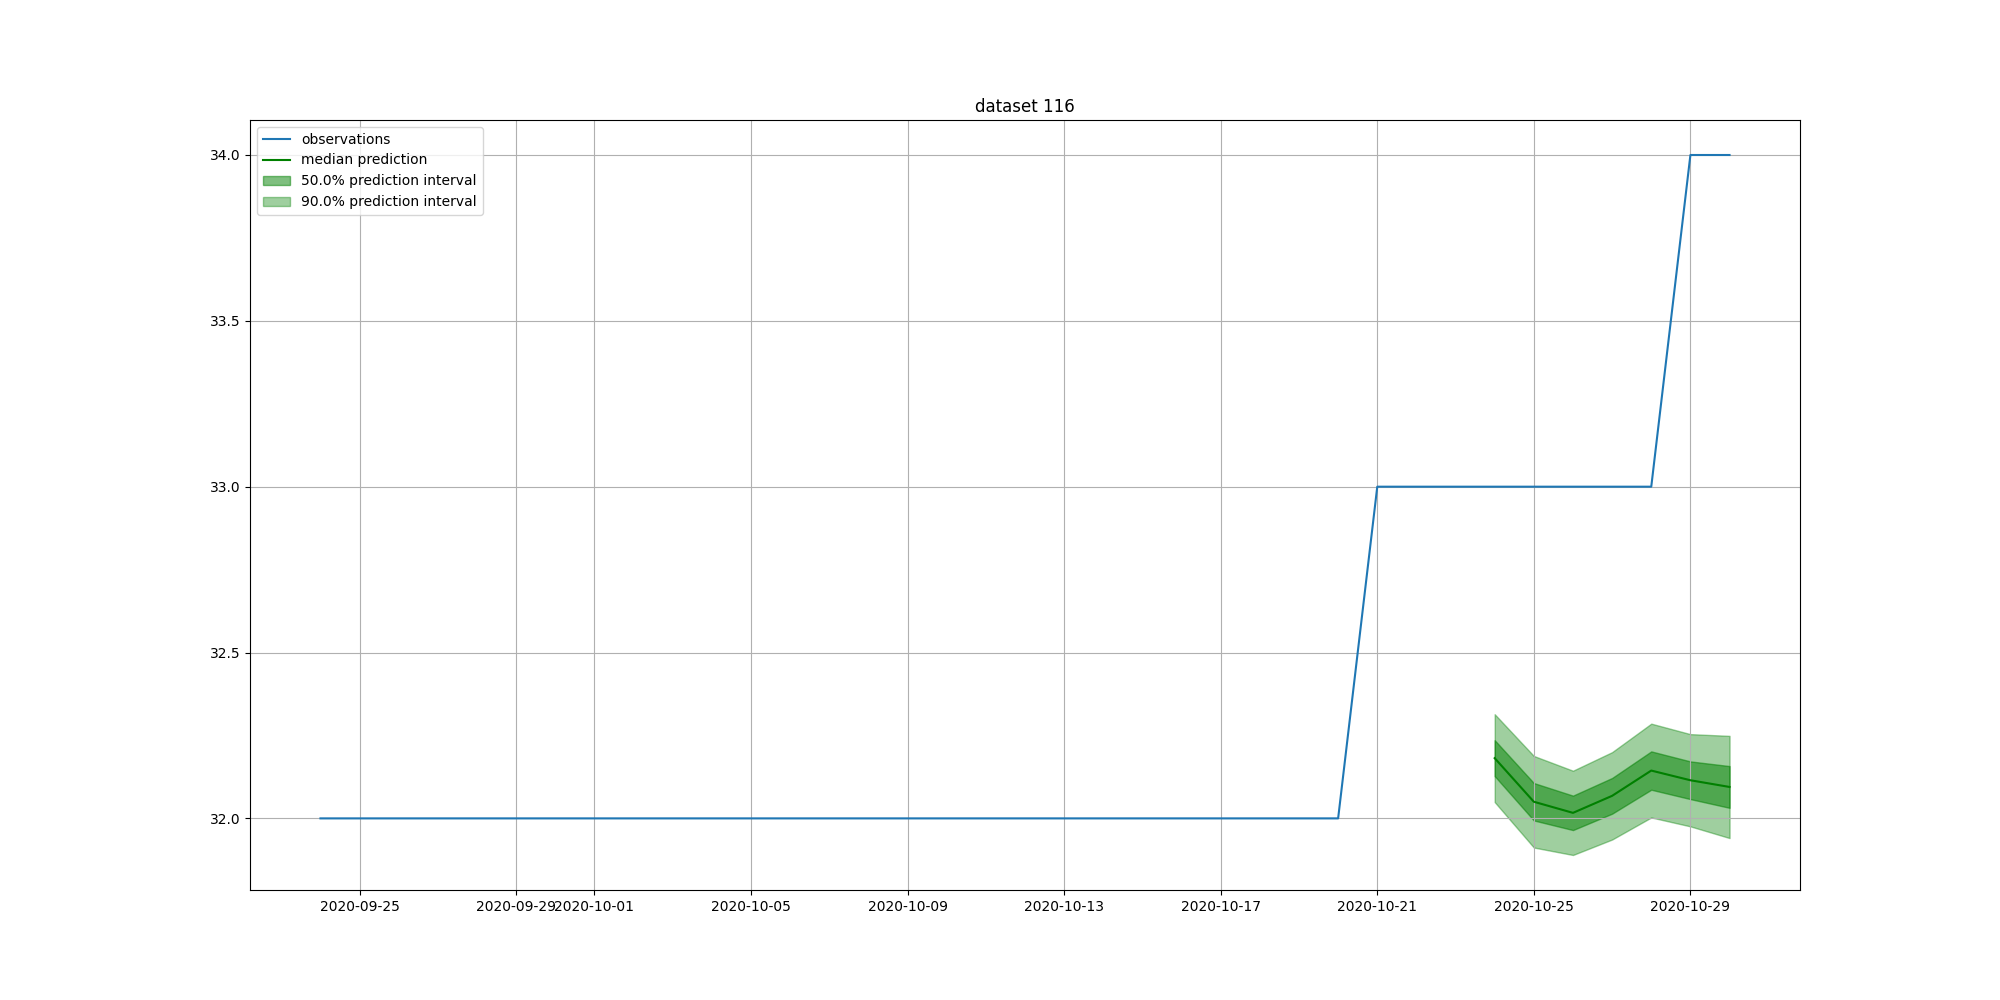 dataset 116
observations
median prediction
50.0% prediction interval
90.0% prediction interval
34.0
33.5
33.0
32.5
32.0
2020-09-25 2020-09-29 2020-10-01 2020-10-05 2020-10-09 2020-10-13 2020-10-17 2020-10-21 2020-10-25 2020-10-29